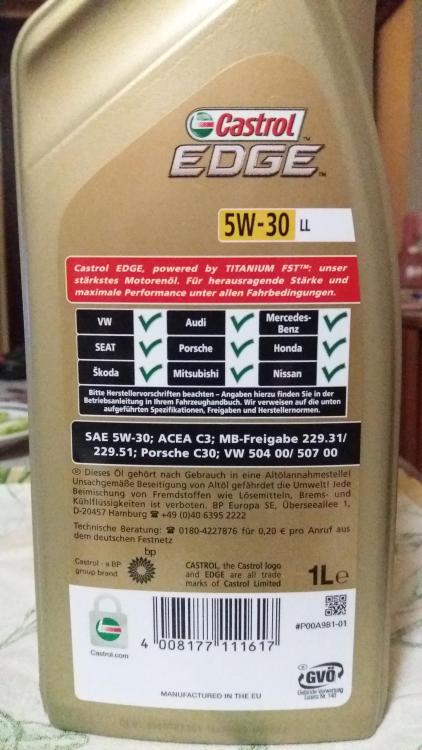 Castrol
EDGE™
5W-30 LL
Castrol EDGE, powered by TITANIUM FST™: unser
stärkstes Motorenöl. Für herausragende Stärke und
maximale Performance unter allen Fahrbedingungen.
VW Audi Mercedes-
Benz
SEAT Porsche Honda
Škoda Mitsubishi Nissan
Bitte Herstellervorschriften beachten – Angaben hierzu finden Sie in der
Betriebsanleitung in Ihrem Fahrzeughandbuch. Wir verweisen auf die unten
aufgeführten Spezifikationen, Freigaben und Herstellernormen.
SAE 5W-30; ACEA C3; MB-Freigabe 229.31/
229.51; Porsche C30; VW 504 00/ 507 00
Dieses Öl gehört nach Gebrauch in eine Altölannahmestelle!
Unsachgemäße Beseitigung von Altöl gefährdet die Umwelt! Jede
Beimischung von Fremdstoffen wie Lösemitteln, Brems- und
Kühlflüssigkeiten ist verboten. BP Europa SE, Überseeallee 1,
D-20457 Hamburg ☎ +49 (0)40 6395 2222
Technische Beratung: ☎ 0180-4227876 für 0,20 € pro Anruf aus
dem deutschen Festnetz
bp
Castrol - a BP
group brand
CASTROL, the Castrol logo
and EDGE are all trade
marks of Castrol Limited
1L℮
#P00A981-01
Castrol
Castrol.com
4 008177 111617
MANUFACTURED IN THE EU
GVÖ
Gebinde Verwertung
Lizenz Nr. 140